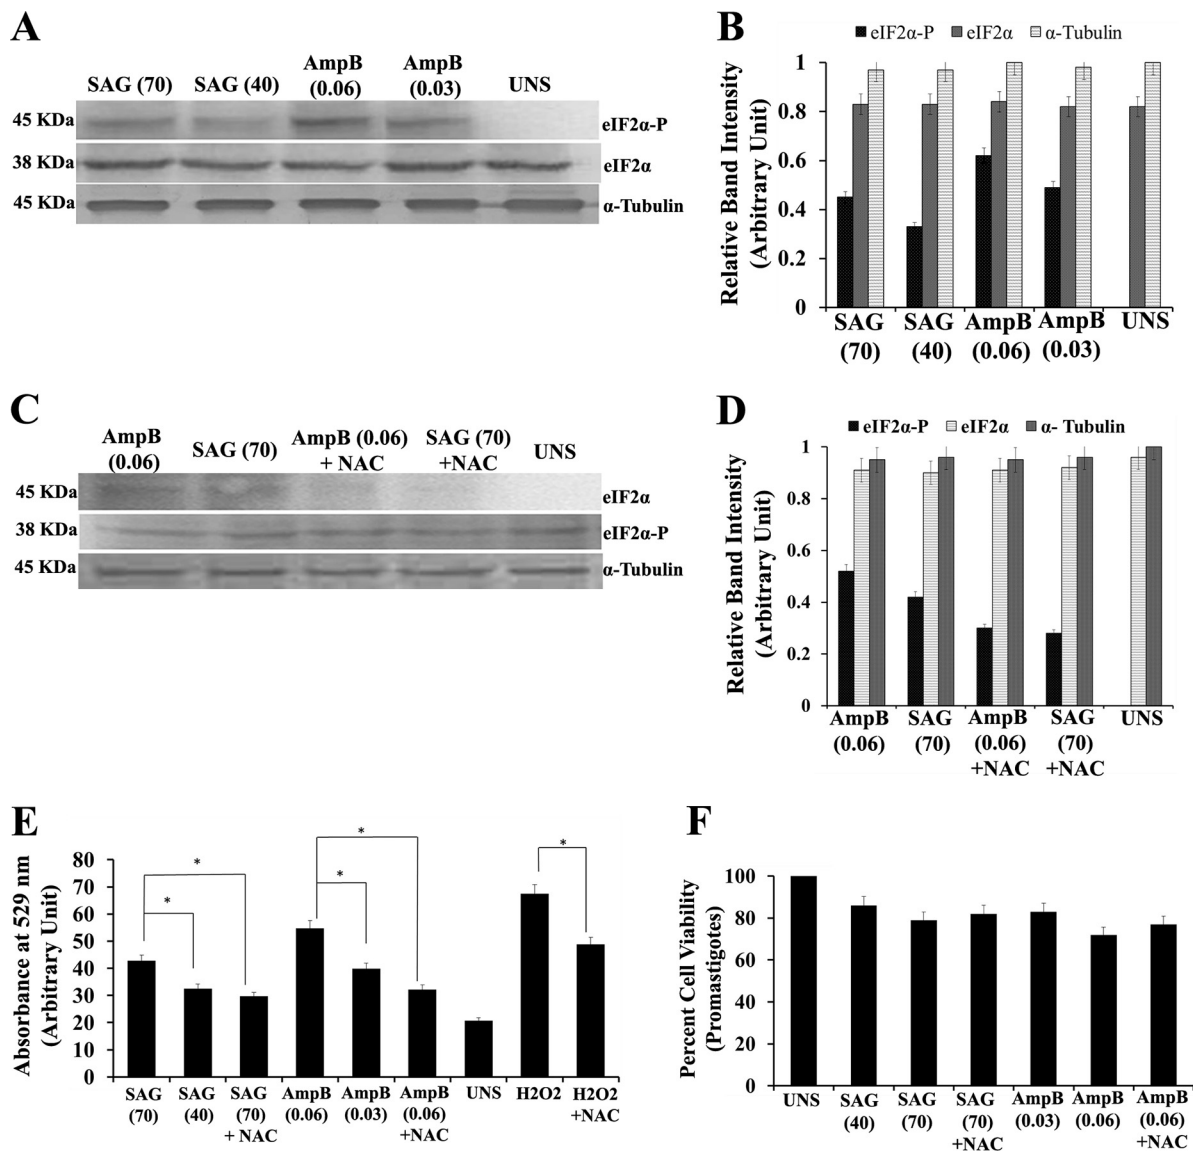 A
SAG (70) SAG (40) AmpB (0.06) AmpB (0.03) UNS
45 KDa eIF2α-P
38 KDa eIF2α
45 KDa α-Tubulin
B
eIF2α-P eIF2α α-Tubulin
Relative Band Intensity
(Arbitrary Unit)
1
0.8
0.6
0.4
0.2
0
SAG AmpB AmpB UNS
SAG
(70) (40) (0.06) (0.03)
C
AmpB (0.06) SAG (70) AmpB (0.06) + NAC SAG (70) +NAC UNS
45 KDa eIF2α
38 KDa eIF2α-P
45 KDa α-Tubulin
D
eIF2α-P eIF2α α- Tubulin
Relative Band Intensity
(Arbitrary Unit)
1
0.8
0.6
0.4
0.2
0
AmpB SAG AmpB SAG UNS
(0.06) (70) (0.06) (70)
+NAC +NAC
E
Absorbance at 529 nm
(Arbitrary Unit)
80
70
60
50
40
30
20
10
0
* * * * *
SAG SAG SAG AmpB AmpB AmpB UNS H2O2 H2O2
(70) (40) (70) (0.06) (0.03) (0.06) +NAC
+ NAC +NAC
F
Percent Cell Viability
(Promastigotes)
100
80
60
40
80
0
UNS SAG SAG SAG AmpB AmpB AmpB
(40) (70) (70) (0.03) (0.06) (0.06)
+NAC +NAC